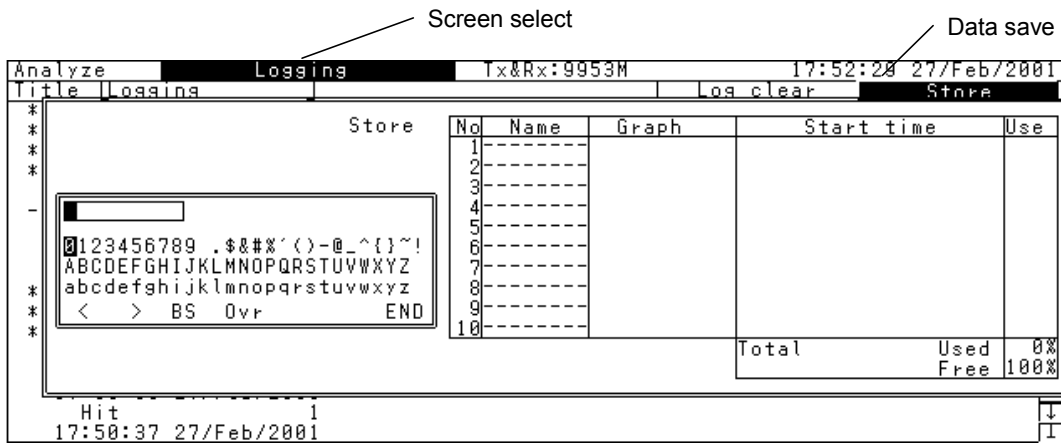 Screen select
Data save
Analyze Logging Tx&Rx:9953M 17:52:29 27/Feb/2001
Title Logging Log clear Store
*
*
*
*
-
*
*
*
Store
No Name Graph Start time Use
1--------
2--------
3--------
4--------
5--------
6--------
7--------
8--------
9--------
10--------
0123456789 .$&#%´()-@_^{}~!
ABCDEFGHIJKLMNOPQRSTUVWXYZ
abcdefghijklmnopqrstuvwxyz
< > BS Ovr END
Total Used 0%
Free 100%
Hit 1
17:50:37 27/Feb/2001